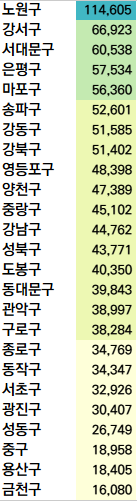 노원구 114,605
강서구 66,923
서대문구 60,538
은평구 57,534
마포구 56,360
송파구 52,601
강동구 51,585
강북구 51,402
영등포구 48,398
양천구 47,389
중랑구 45,102
강남구 44,762
성북구 43,771
도봉구 40,350
동대문구 39,843
관악구 38,997
구로구 38,284
종로구 34,769
동작구 34,347
서초구 32,926
광진구 30,407
성동구 26,749
중구 18,958
용산구 18,405
금천구 16,080